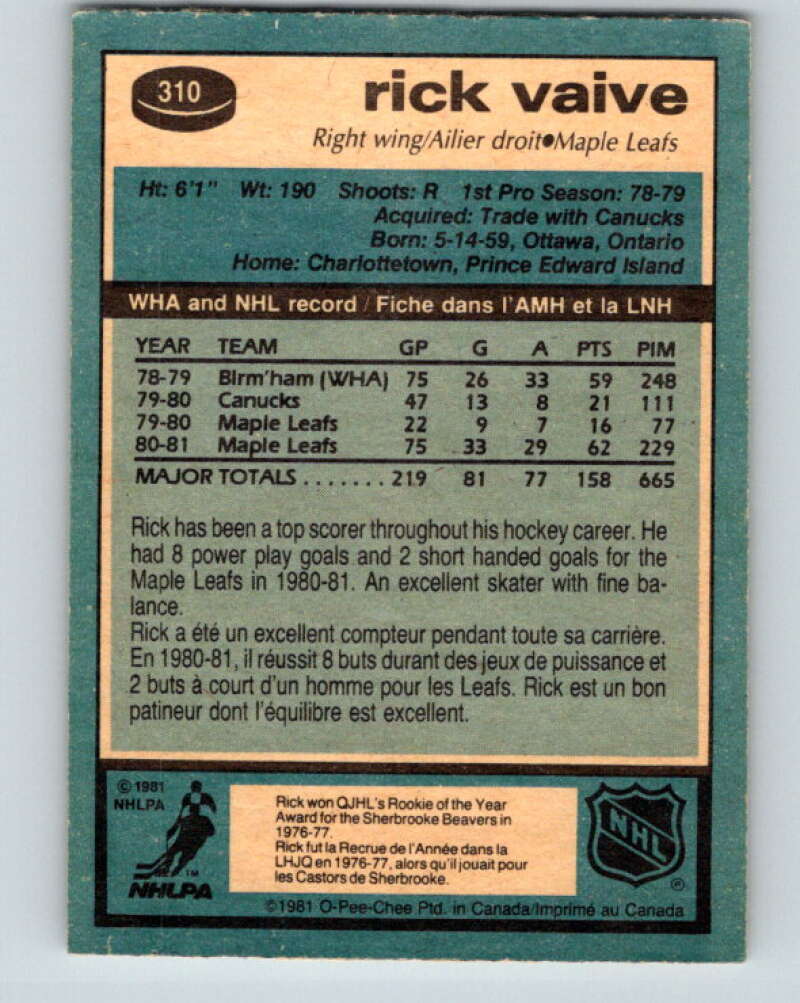 310
rick vaive
Right wing/Ailier droit•Maple Leafs
Ht: 6'1" Wt: 190 Shoots: R 1st Pro Season: 78-79
Acquired: Trade with Canucks
Born: 5-14-59, Ottawa, Ontario
Home: Charlottetown, Prince Edward Island
WHA and NHL record / Fiche dans l'AMH et la LNH
YEAR TEAM GP G A PTS PIM
78-79 Birm'ham (WHA) 75 26 33 59 248
79-80 Canucks 47 13 8 21 111
79-80 Maple Leafs 22 9 7 16 77
80-81 Maple Leafs 75 33 29 62 229
MAJOR TOTALS ....... 219 81 77 158 665
Rick has been a top scorer throughout his hockey career. He
had 8 power play goals and 2 short handed goals for the
Maple Leafs in 1980-81. An excellent skater with fine ba-
lance.
Rick a été un excellent compteur pendant toute sa carrière.
En 1980-81, il réussit 8 buts durant des jeux de puissance et
2 buts à court d'un homme pour les Leafs. Rick est un bon
patineur dont l'équilibre est excellent.
© 1981
NHLPA
TM
NHLPA
Rick won QJHL's Rookie of the Year
Award for the Sherbrooke Beavers in
1976-77.
Rick fut la Recrue de l'Année dans la
LHJQ en 1976-77, alors qu'il jouait pour
les Castors de Sherbrooke.
NHL
®
©1981 O-Pee-Chee Ptd. in Canada/Imprimé au Canada